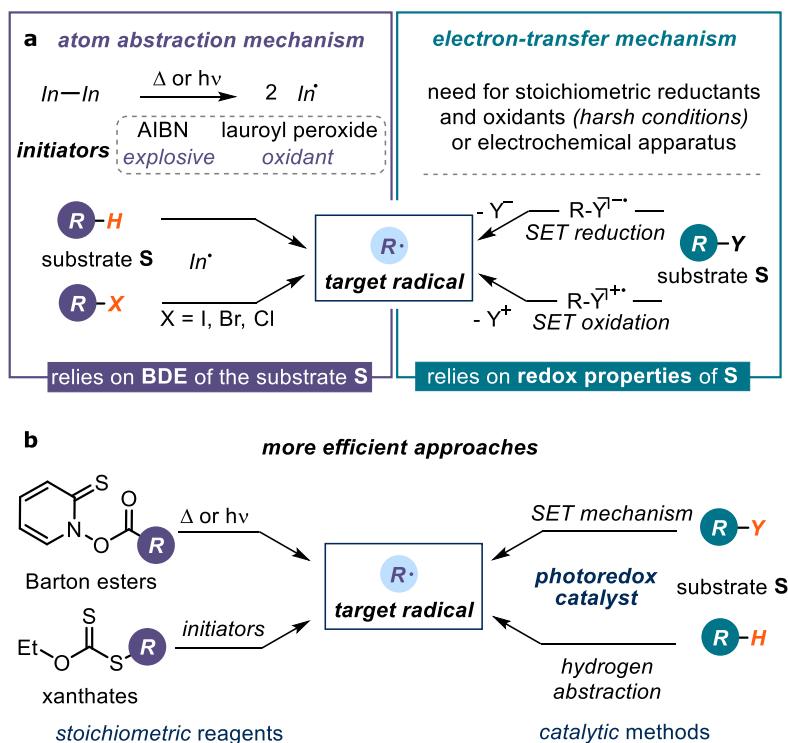 a
atom abstraction mechanism
In—In
Δ or hν
2 In•
initiators
AIBN
explosive
lauroyl peroxide
oxidant
R-H
substrate S
In•
R-X
X = I, Br, Cl
relies on BDE of the substrate S
R•
target radical
electron-transfer mechanism
need for stoichiometric reductants
and oxidants (harsh conditions)
or electrochemical apparatus
- Y−
R-Y −•
SET reduction
R-Y
substrate S
- Y+
R-Y +•
SET oxidation
relies on redox properties of S
b
more efficient approaches
S
N
O
O
R
Δ or hν
Barton esters
S
Et
O
S
R
initiators
xanthates
stoichiometric reagents
R•
target radical
SET mechanism
R-Y
photoredox
catalyst
substrate S
R-H
hydrogen
abstraction
catalytic methods